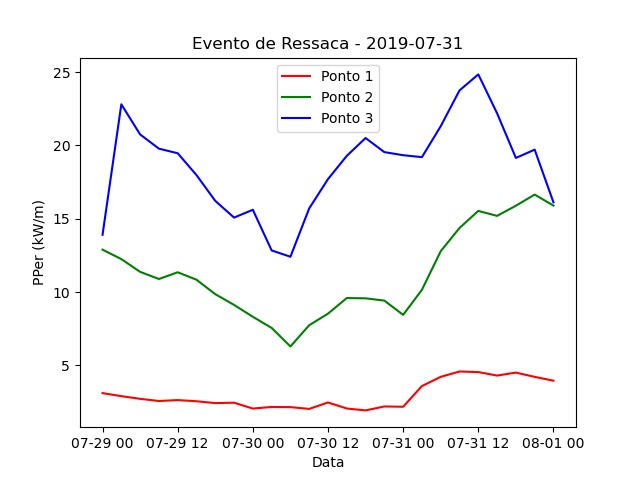 Evento de Ressaca - 2019-07-31
Ponto 1
Ponto 2
Ponto 3
PPer (kW/m)
25
20
15
10
5
07-29 00 07-29 12 07-30 00 07-30 12 07-31 00 07-31 12 08-01 00
Data